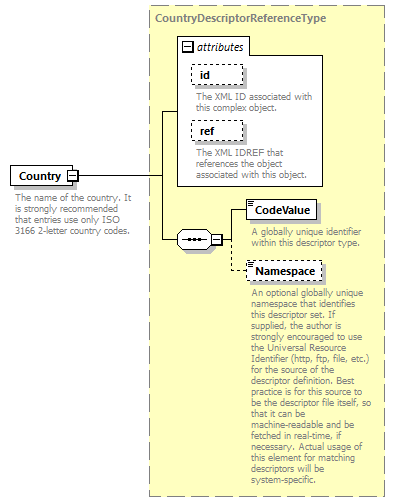 CountryDescriptorReferenceType
attributes
id
The XML ID associated with
this complex object.
ref
The XML IDREF that
references the object
associated with this object.
Country
The name of the country. It
is strongly recommended
that entries use only ISO
3166 2-letter country codes.
CodeValue
A globally unique identifier
within this descriptor type.
Namespace
An optional globally unique
namespace that identifies
this descriptor set. If
supplied, the author is
strongly encouraged to use
the Universal Resource
Identifier (http, ftp, file, etc.)
for the source of the
descriptor definition. Best
practice is for this source to
be the descriptor file itself, so
that it can be
machine-readable and be
fetched in real-time, if
necessary. Actual usage of
this element for matching
descriptors will be
system-specific.